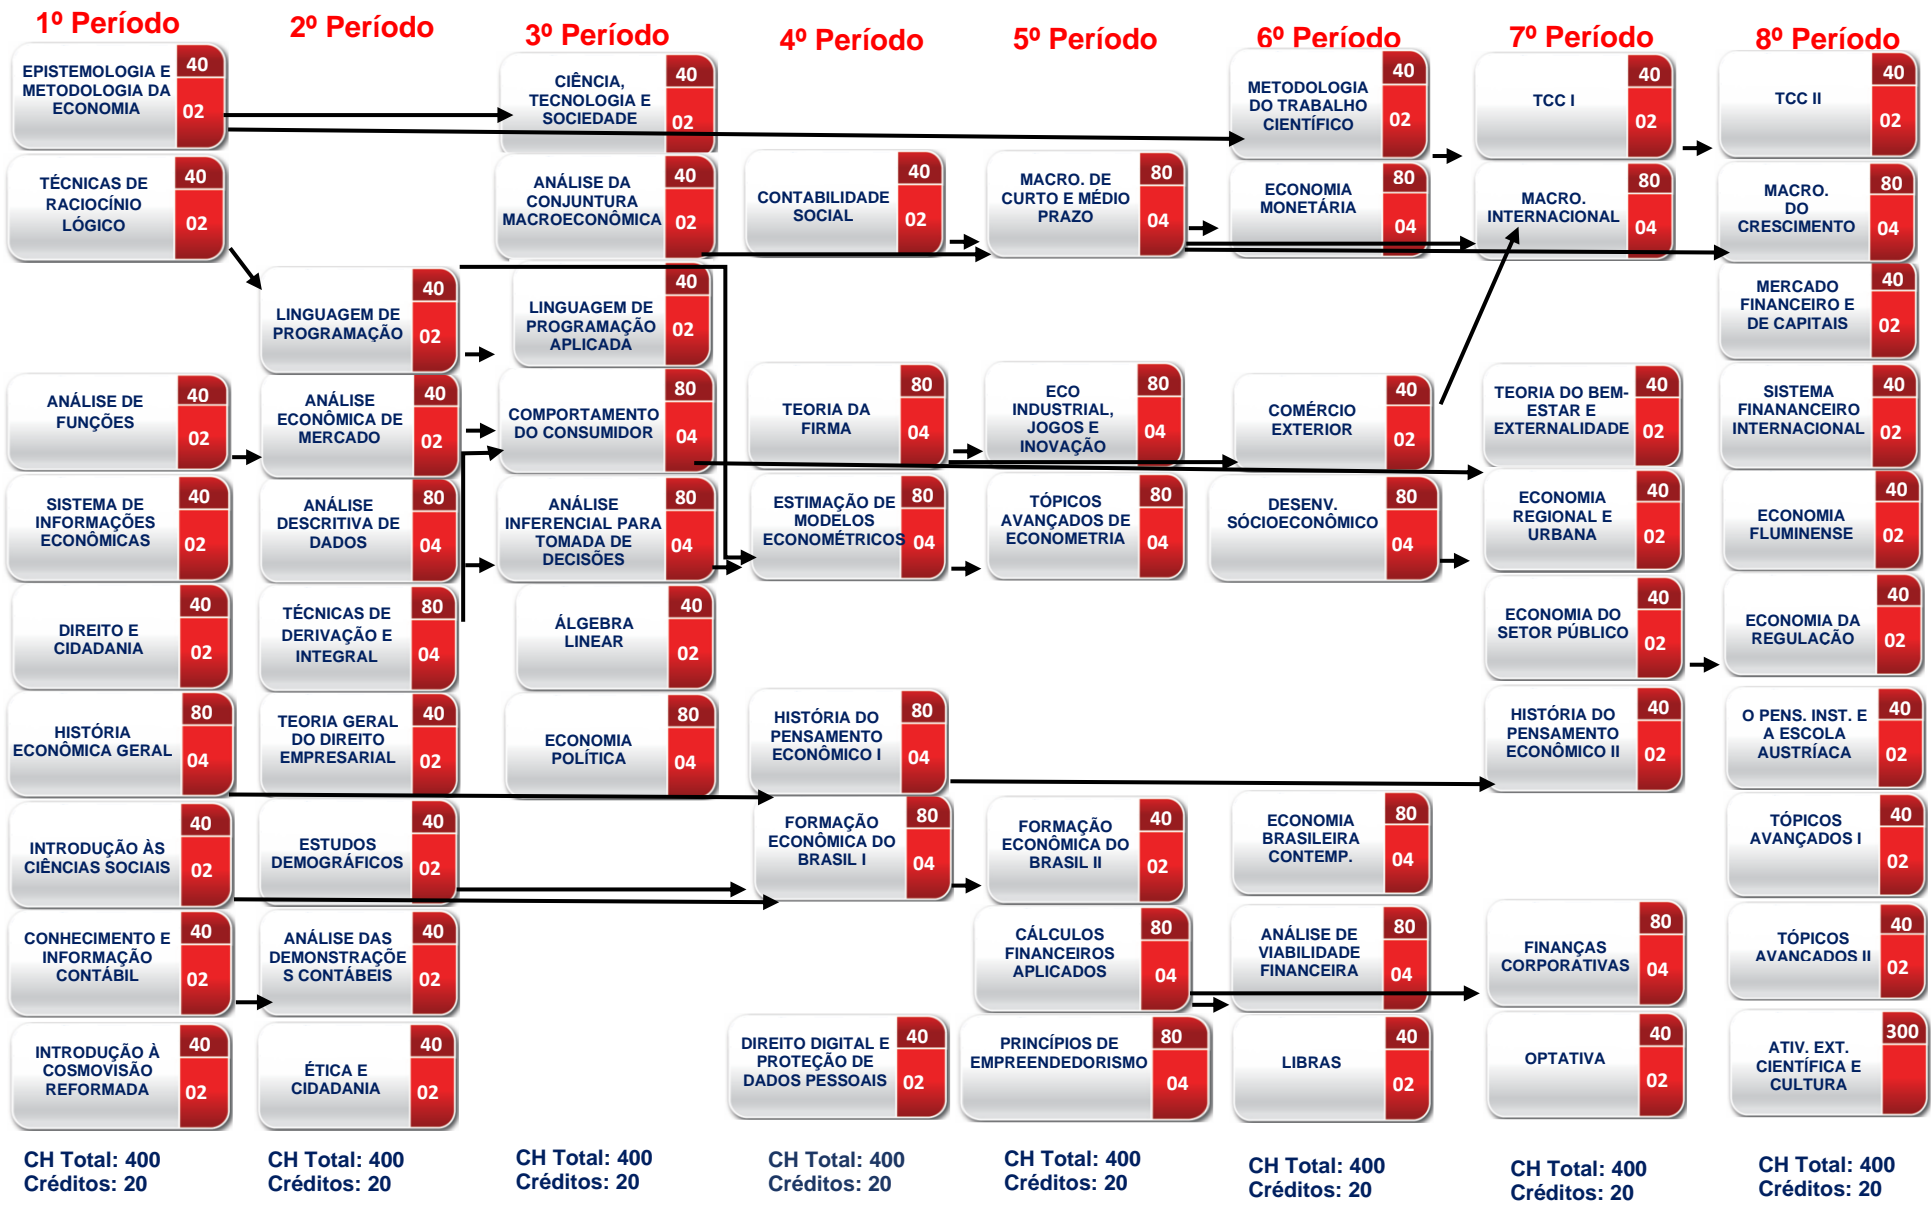 1º Período
EPISTEMOLOGIA E
METODOLOGIA DA
ECONOMIA
40
02
TÉCNICAS DE
RACIOCÍNIO
LÓGICO
40
02
ANÁLISE DE
FUNÇÕES
40
02
SISTEMA DE
INFORMAÇÕES
ECONÔMICAS
40
02
DIREITO E
CIDADANIA
40
02
HISTÓRIA
ECONÔMICA GERAL
80
04
INTRODUÇÃO ÀS
CIÊNCIAS SOCIAIS
40
02
CONHECIMENTO E
INFORMAÇÃO
CONTÁBIL
40
02
INTRODUÇÃO À
COSMOVISÃO
REFORMADA
40
02
CH Total: 400
Créditos: 20
2º Período
LINGUAGEM DE
PROGRAMAÇÃO
40
02
ANÁLISE
ECONÔMICA DE
MERCADO
40
02
ANÁLISE
DESCRITIVA DE
DADOS
80
04
TÉCNICAS DE
DERIVAÇÃO E
INTEGRAL
80
04
TEORIA GERAL
DO DIREITO
EMPRESARIAL
40
02
ESTUDOS
DEMOGRÁFICOS
40
02
ANÁLISE DAS
DEMONSTRAÇÕE
S CONTÁBEIS
40
02
ÉTICA E
CIDADANIA
40
02
CH Total: 400
Créditos: 20
3º Período
CIÊNCIA,
TECNOLOGIA E
SOCIEDADE
40
02
ANÁLISE DA
CONJUNTURA
MACROECONÔMICA
40
02
LINGUAGEM DE
PROGRAMAÇÃO
APLICADA
40
02
COMPORTAMENTO
DO CONSUMIDOR
80
04
ANÁLISE
INFERENCIAL PARA
TOMADA DE
DECISÕES
80
04
ÁLGEBRA
LINEAR
40
02
ECONOMIA
POLÍTICA
80
04
CH Total: 400
Créditos: 20
4º Período
CONTABILIDADE
SOCIAL
40
02
TEORIA DA
FIRMA
80
04
ESTIMAÇÃO DE
MODELOS
ECONOMÉTRICOS
80
04
HISTÓRIA DO
PENSAMENTO
ECONÔMICO I
80
04
FORMAÇÃO
ECONÔMICA DO
BRASIL I
80
04
DIREITO DIGITAL E
PROTEÇÃO DE
DADOS PESSOAIS
40
02
CH Total: 400
Créditos: 20
5º Período
MACRO. DE
CURTO E MÉDIO
PRAZO
80
04
ECO
INDUSTRIAL,
JOGOS E
INOVAÇÃO
80
04
TÓPICOS
AVANÇADOS DE
ECONOMETRIA
80
04
FORMAÇÃO
ECONÔMICA DO
BRASIL II
40
02
CÁLCULOS
FINANCEIROS
APLICADOS
80
04
PRINCÍPIOS DE
EMPREENDEDORISMO
80
04
CH Total: 400
Créditos: 20
6º Período
METODOLOGIA
DO TRABALHO
CIENTÍFICO
40
02
ECONOMIA
MONETÁRIA
80
04
COMÉRCIO
EXTERIOR
40
02
DESENV.
SÓCIOECONÔMICO
80
04
ECONOMIA
BRASILEIRA
CONTEMP.
80
04
ANÁLISE DE
VIABILIDADE
FINANCEIRA
80
04
LIBRAS
40
02
CH Total: 400
Créditos: 20
7º Período
TCC I
40
02
MACRO.
INTERNACIONAL
80
04
TEORIA DO BEM-
ESTAR E
EXTERNALIDADE
40
02
ECONOMIA
REGIONAL E
URBANA
40
02
ECONOMIA DO
SETOR PÚBLICO
40
02
HISTÓRIA DO
PENSAMENTO
ECONÔMICO II
40
02
FINANÇAS
CORPORATIVAS
80
04
OPTATIVA
40
02
CH Total: 400
Créditos: 20
8º Período
TCC II
40
02
MACRO.
DO
CRESCIMENTO
80
04
MERCADO
FINANCEIRO E
DE CAPITAIS
40
02
SISTEMA
FINANANCEIRO
INTERNACIONAL
40
02
ECONOMIA
FLUMINENSE
40
02
ECONOMIA DA
REGULAÇÃO
40
02
O PENS. INST. E
A ESCOLA
AUSTRÍACA
40
02
TÓPICOS
AVANÇADOS I
40
02
TÓPICOS
AVANÇADOS II
40
02
ATIV. EXT.
CIENTÍFICA E
CULTURA
300
CH Total: 400
Créditos: 20